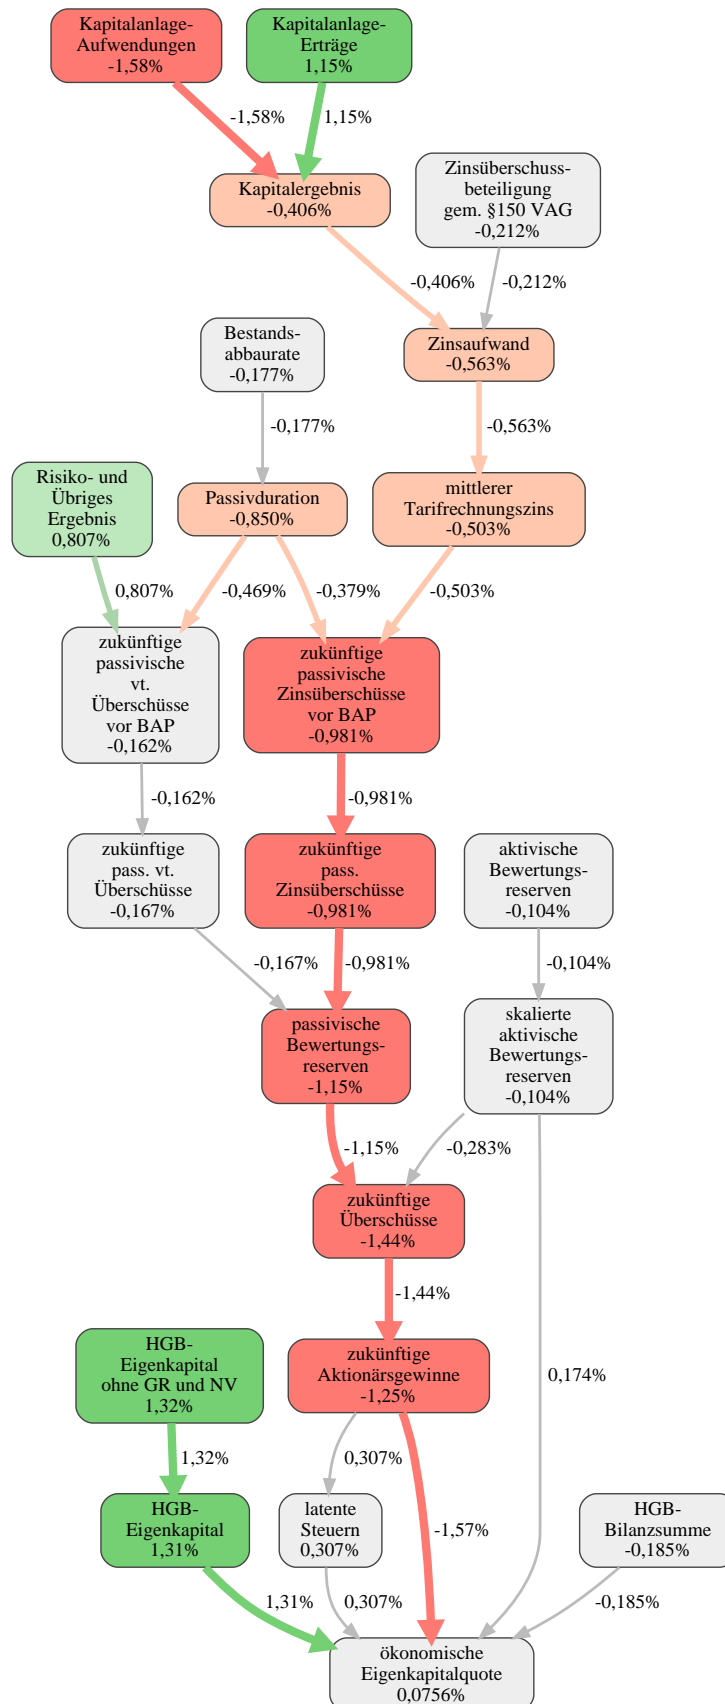 Kapitalanlage-
Aufwendungen
-1,58%
Kapitalanlage-
Erträge
1,15%
-1,58%
1,15%
Kapitalergebnis
-0,406%
Zinsüberschuss-
beteiligung
gem. §150 VAG
-0,212%
-0,406%
-0,212%
Bestands-
abbaurate
-0,177%
Zinsaufwand
-0,563%
-0,177%
-0,563%
Risiko- und
Übriges
Ergebnis
0,807%
Passivduration
-0,850%
mittlerer
Tarifrechnungszins
-0,503%
0,807%
-0,469%
-0,379%
-0,503%
zukünftige
passivische
vt.
Überschüsse
vor BAP
-0,162%
zukünftige
passivische
Zinsüberschüsse
vor BAP
-0,981%
-0,162%
-0,981%
zukünftige
pass. vt.
Überschüsse
-0,167%
zukünftige
pass.
Zinsüberschüsse
-0,981%
aktivische
Bewertungs-
reserven
-0,104%
-0,167%
-0,981%
-0,104%
passivische
Bewertungs-
reserven
-1,15%
skalierte
aktivische
Bewertungs-
reserven
-0,104%
-1,15%
-0,283%
zukünftige
Überschüsse
-1,44%
-1,44%
HGB-
Eigenkapital
ohne GR und NV
1,32%
zukünftige
Aktionärsgewinne
-1,25%
0,174%
1,32%
0,307%
-1,57%
HGB-
Eigenkapital
1,31%
latente
Steuern
0,307%
HGB-
Bilanzsumme
-0,185%
1,31%
0,307%
-0,185%
ökonomische
Eigenkapitalquote
0,0756%